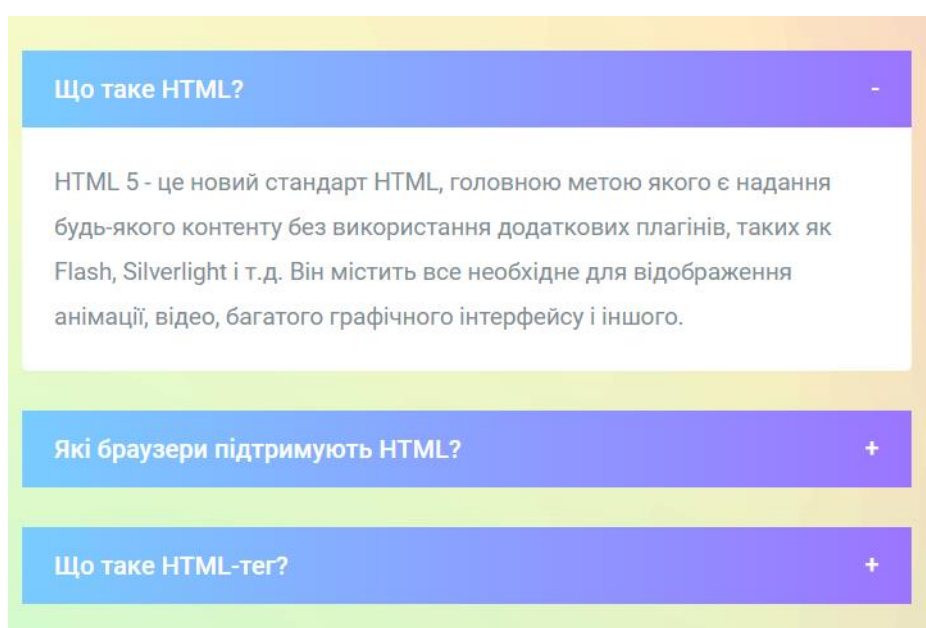 Що таке HTML? -
HTML 5 - це новий стандарт HTML, головною метою якого є надання
будь-якого контенту без використання додаткових плагінів, таких як
Flash, Silverlight і т.д. Він містить все необхідне для відображення
анімації, відео, багатого графічного інтерфейсу і іншого.
Які браузери підтримують HTML? +
Що таке HTML-тег? +